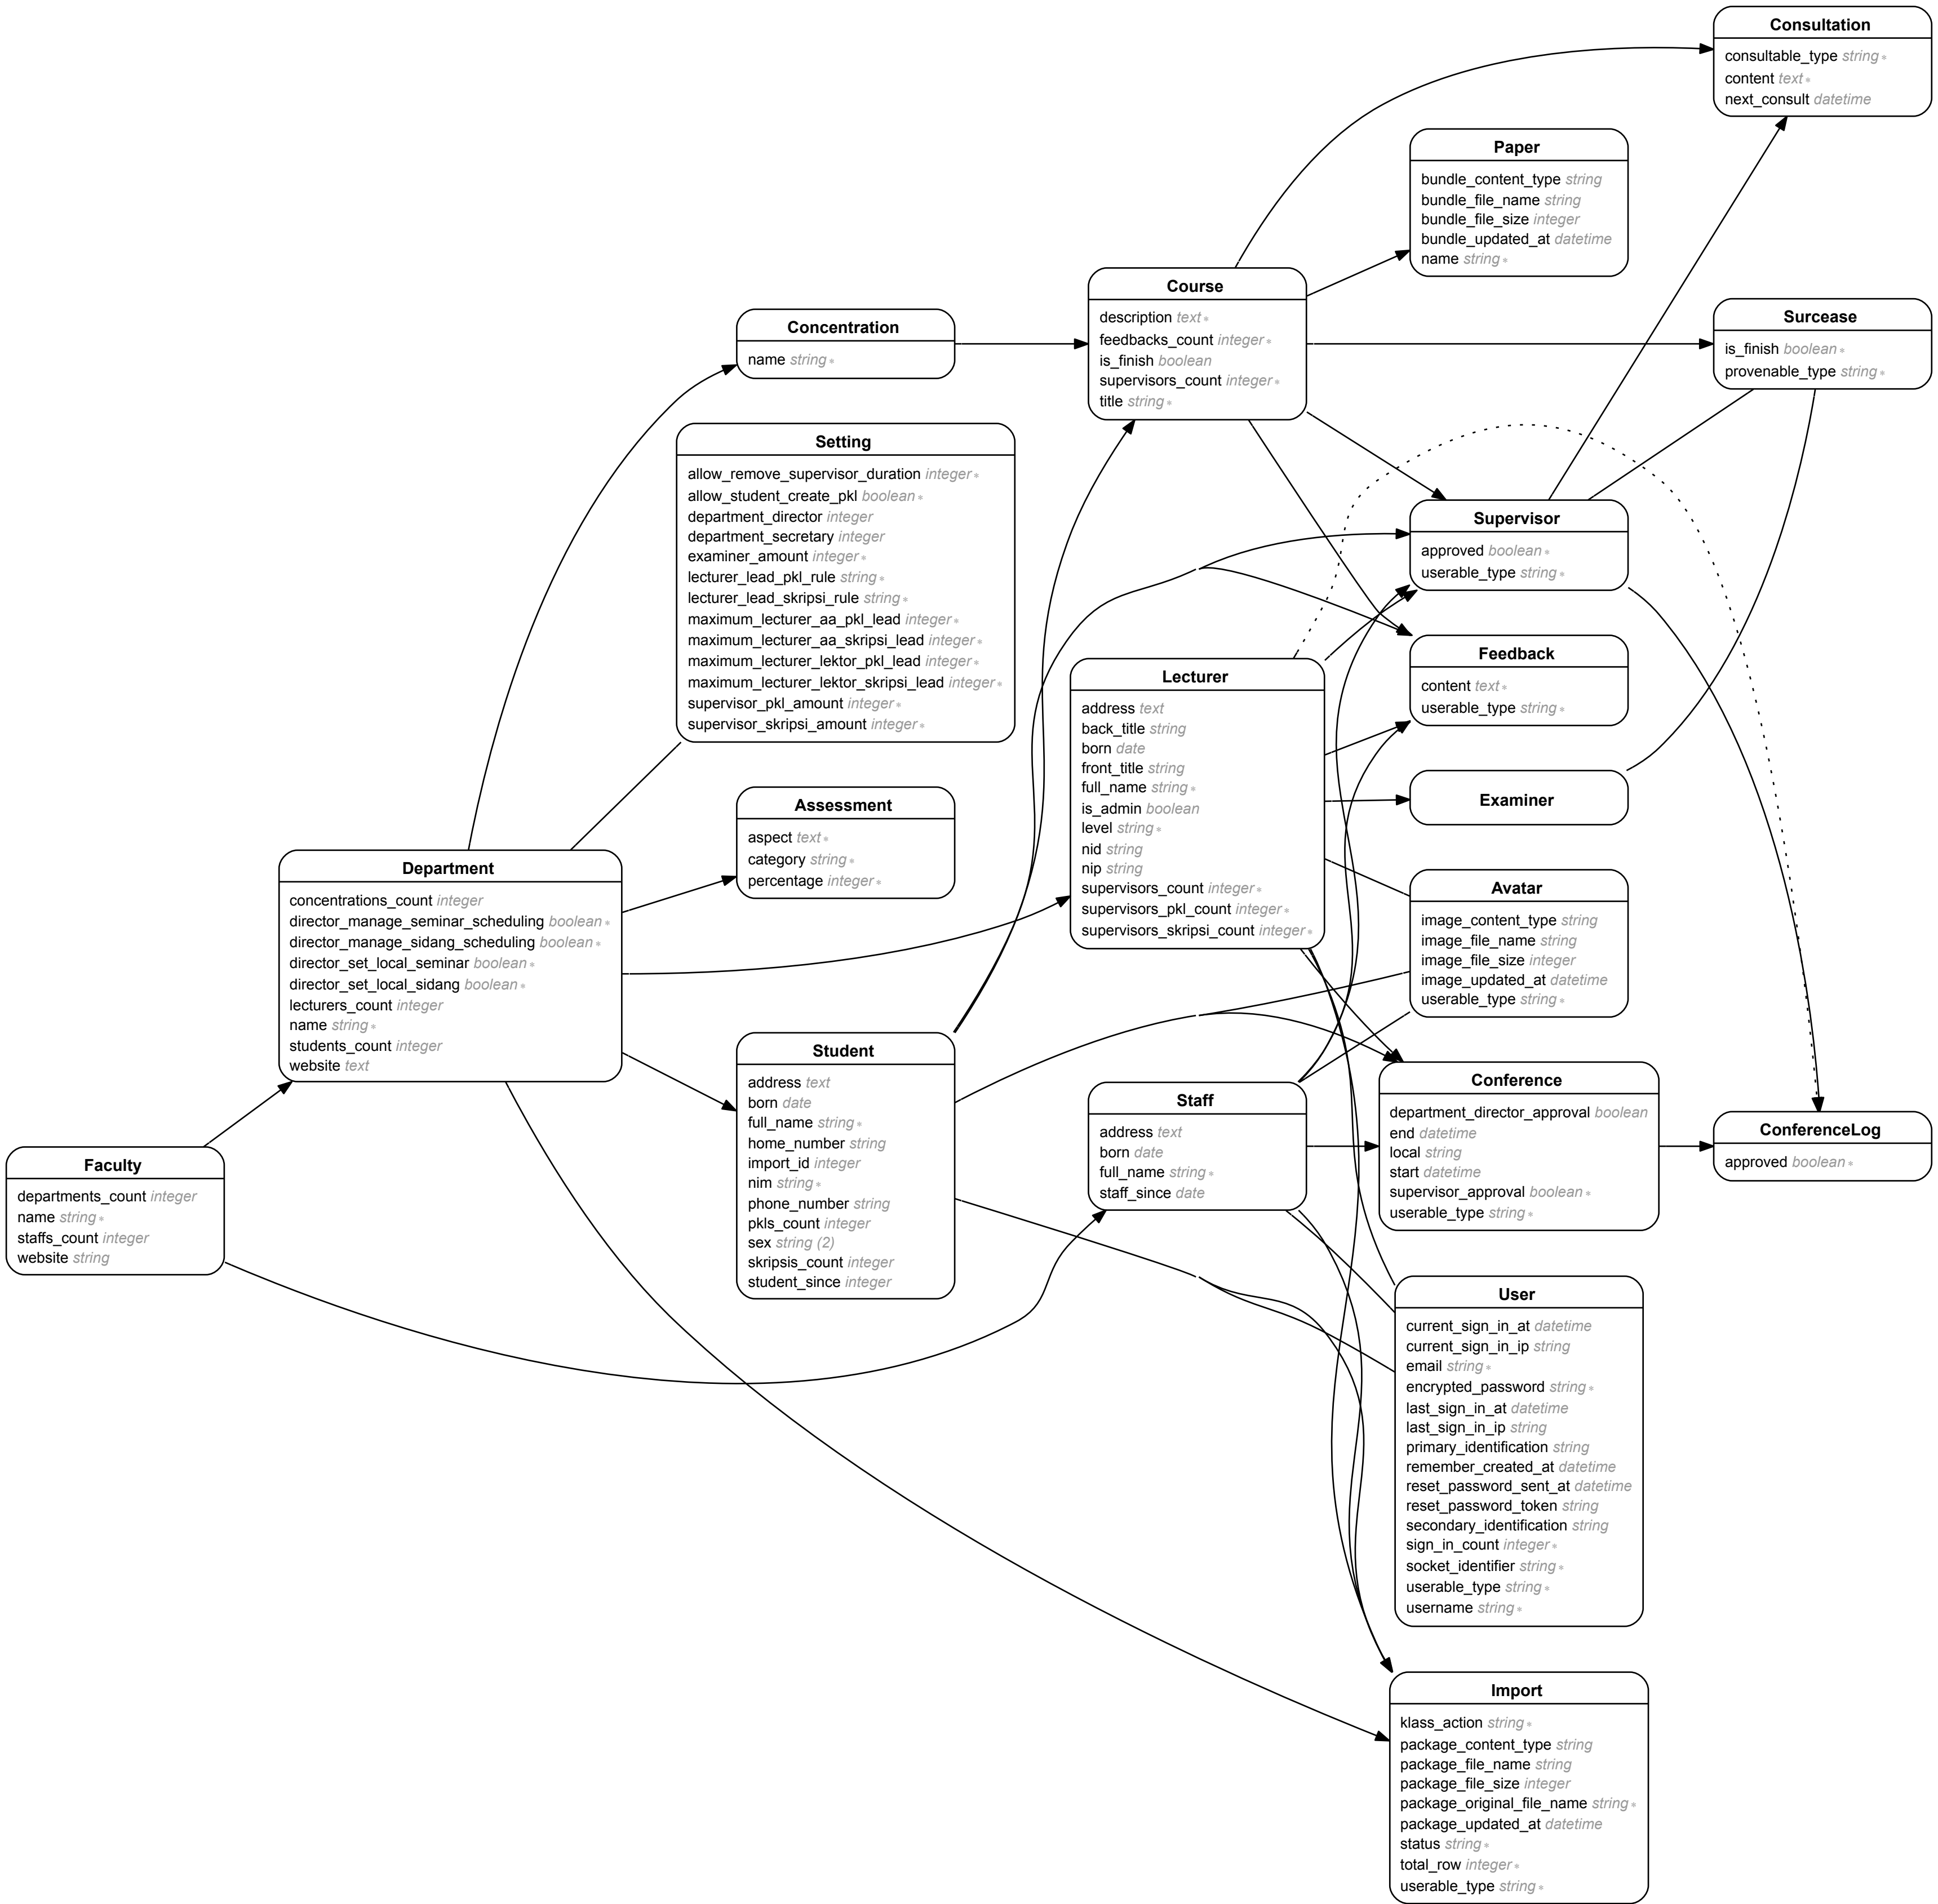 Consultation
consultable_type string *
content text *
next_consult datetime
Paper
bundle_content_type string
bundle_file_name string
bundle_file_size integer
bundle_updated_at datetime
name string *
Course
description text *
feedbacks_count integer *
is_finish boolean
supervisors_count integer *
title string *
Surcease
is_finish boolean *
provenable_type string *
Concentration
name string *
Setting
allow_remove_supervisor_duration integer *
allow_student_create_pkl boolean *
department_director integer
department_secretary integer
examiner_amount integer *
lecturer_lead_pkl_rule string *
lecturer_lead_skripsi_rule string *
maximum_lecturer_aa_pkl_lead integer *
maximum_lecturer_aa_skripsi_lead integer *
maximum_lecturer_lektor_pkl_lead integer *
maximum_lecturer_lektor_skripsi_lead integer *
supervisor_pkl_amount integer *
supervisor_skripsi_amount integer *
Supervisor
approved boolean *
userable_type string *
Feedback
content text *
userable_type string *
Lecturer
address text
back_title string
born date
front_title string
full_name string *
is_admin boolean
level string *
nid string
nip string
supervisors_count integer *
supervisors_pkl_count integer *
supervisors_skripsi_count integer *
Examiner
Assessment
aspect text *
category string *
percentage integer *
Department
concentrations_count integer
director_manage_seminar_scheduling boolean *
director_manage_sidang_scheduling boolean *
director_set_local_seminar boolean *
director_set_local_sidang boolean *
lecturers_count integer
name string *
students_count integer
website text
Avatar
image_content_type string
image_file_name string
image_file_size integer
image_updated_at datetime
userable_type string *
Student
address text
born date
full_name string *
home_number string
import_id integer
nim string *
phone_number string
pkls_count integer
sex string (2)
skripsis_count integer
student_since integer
Staff
address text
born date
full_name string *
staff_since date
Conference
department_director_approval boolean
end datetime
local string
start datetime
supervisor_approval boolean *
userable_type string *
ConferenceLog
approved boolean *
Faculty
departments_count integer
name string *
staffs_count integer
website string
User
current_sign_in_at datetime
current_sign_in_ip string
email string *
encrypted_password string *
last_sign_in_at datetime
last_sign_in_ip string
primary_identification string
remember_created_at datetime
reset_password_sent_at datetime
reset_password_token string
secondary_identification string
sign_in_count integer *
socket_identifier string *
userable_type string *
username string *
Import
klass_action string *
package_content_type string
package_file_name string
package_file_size integer
package_original_file_name string *
package_updated_at datetime
status string *
total_row integer *
userable_type string *